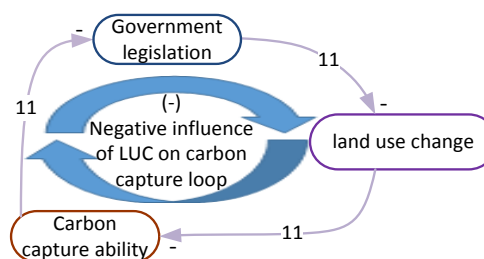 -
Government
legislation
11
11
-
(-)
Negative influence
of LUC on carbon
capture loop
land use change
Carbon
capture ability
-
11